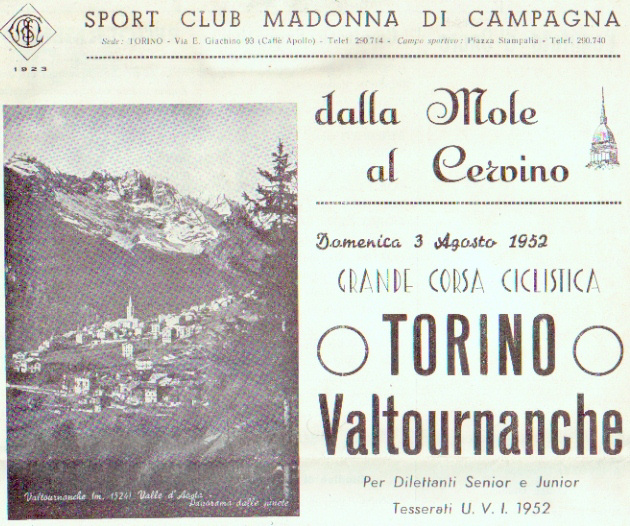 SPORT CLUB MADONNA DI CAMPAGNA
Sede: TORINO - Via E. Giachino 93 (Caffè Apollo) - Telef. 290.714 - Campo sportivo: Piazza Stampalia - Telef. 290.740
1923
dalla Mole
al Cervino
Domenica 3 Agosto 1952
GRANDE CORSA CICLISTICA
TORINO
Valtournanche
Per Dilettanti Senior e Junior
Tesserati U. V. I. 1952
Valtournanche (m. 1524) Valle d'Aosta
Panorama dalle